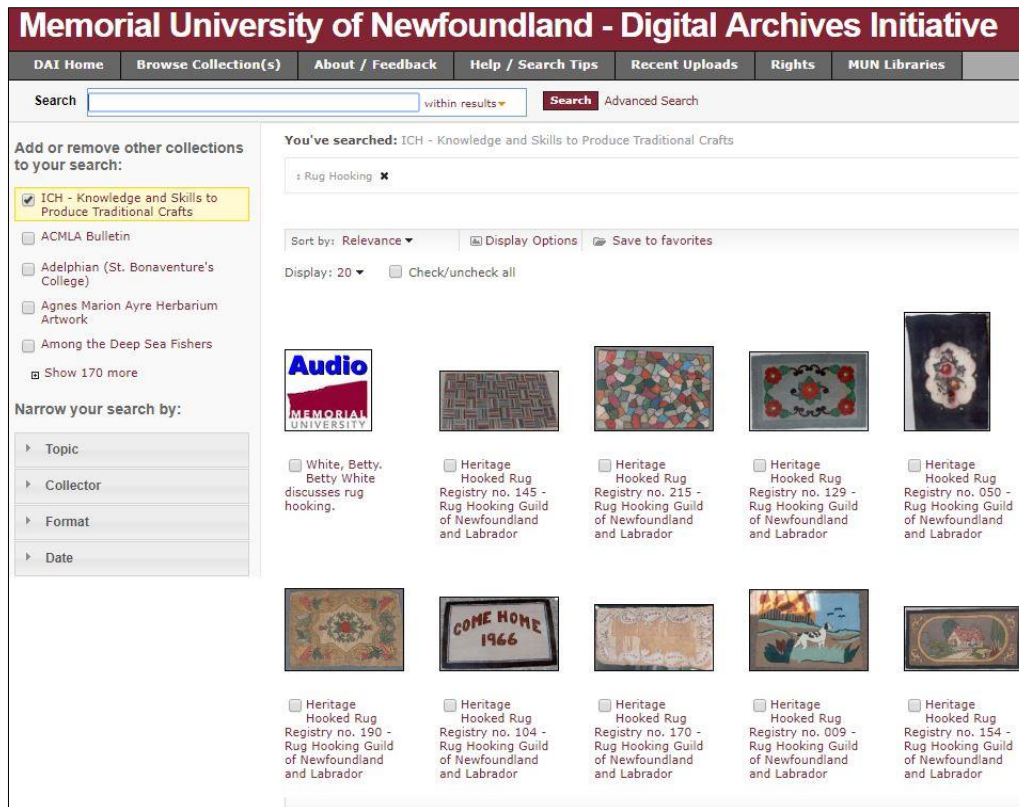 Memorial University of Newfoundland - Digital Archives Initiative
DAI Home Browse Collection(s) About / Feedback Help / Search Tips Recent Uploads Rights MUN Libraries
Search within results Search Advanced Search
Add or remove other collections
to your search:
ICH - Knowledge and Skills to
Produce Traditional Crafts
ACMLA Bulletin
Adelphian (St. Bonaventure's
College)
Agnes Marion Ayre Herbarium
Artwork
Among the Deep Sea Fishers
Show 170 more
Narrow your search by:
Topic
Collector
Format
Date
You've searched: ICH - Knowledge and Skills to Produce Traditional Crafts
: Rug Hooking ✖
Sort by: Relevance Display Options Save to favorites
Display: 20 Check/uncheck all
Audio
MEMORIAL
UNIVERSITY
White, Betty.
Betty White
discusses rug
hooking.
Heritage
Hooked Rug
Registry no. 145 -
Rug Hooking Guild
of Newfoundland
and Labrador
Heritage
Hooked Rug
Registry no. 215 -
Rug Hooking Guild
of Newfoundland
and Labrador
Heritage
Hooked Rug
Registry no. 129 -
Rug Hooking Guild
of Newfoundland
and Labrador
Heritage
Hooked Rug
Registry no. 050 -
Rug Hooking Guild
of Newfoundland
and Labrador
COME HOME
1966
Heritage
Hooked Rug
Registry no. 190 -
Rug Hooking Guild
of Newfoundland
and Labrador
Heritage
Hooked Rug
Registry no. 104 -
Rug Hooking Guild
of Newfoundland
and Labrador
Heritage
Hooked Rug
Registry no. 170 -
Rug Hooking Guild
of Newfoundland
and Labrador
Heritage
Hooked Rug
Registry no. 009 -
Rug Hooking Guild
of Newfoundland
and Labrador
Heritage
Hooked Rug
Registry no. 154 -
Rug Hooking Guild
of Newfoundland
and Labrador